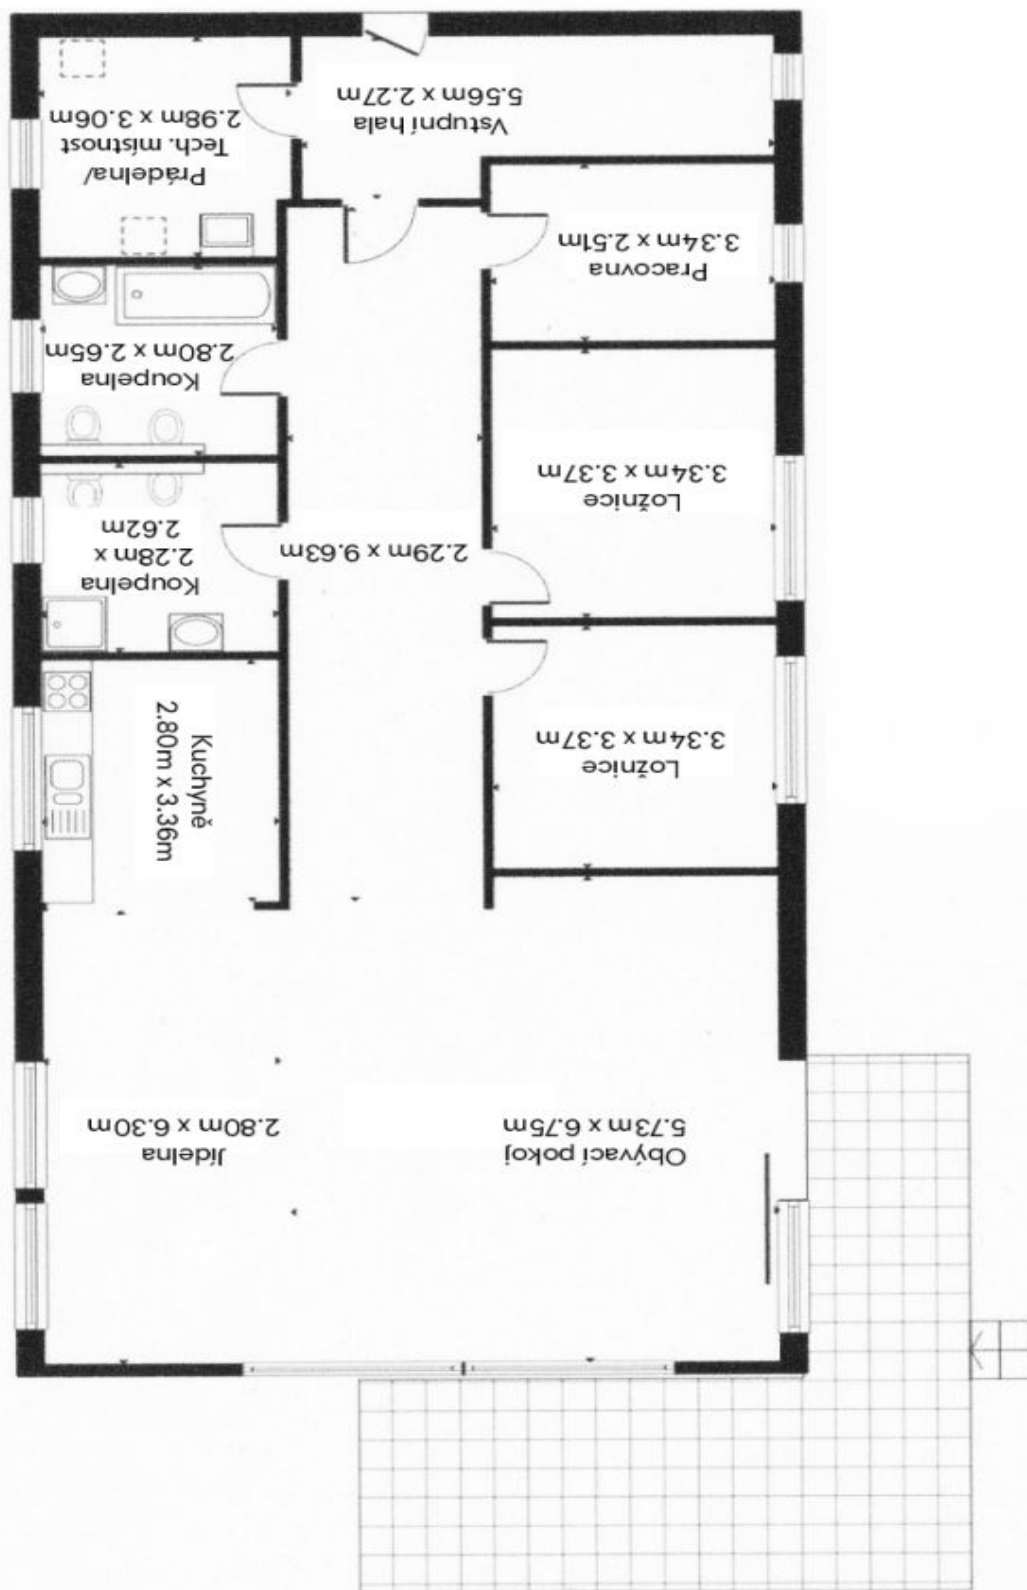 Vstupní hala
5.56m x 2.27m
Prádelna/
Tech. místnost
2.98m x 3.06m
Pracovna
3.34m x 2.51m
Koupelna
2.80m x 2.65m
Ložnice
3.34m x 3.37m
Koupelna
2.28m x
2.62m
2.29m x 9.63m
Ložnice
3.34m x 3.37m
Kuchyně
2.80m x 3.36m
Jídelna
2.80m x 6.30m
Obývací pokoj
5.73m x 6.75m